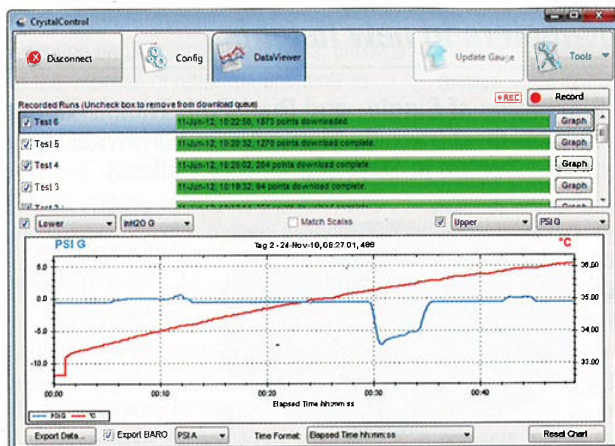 CrystalControl
Disconnect Config DataViewer Update Gauge Tools
+REC Record
Recorded Runs (Uncheck box to remove from download queue)
Test 6 11-Jun-12, 10:22:50, 1873 points downloaded. Graph
Test 5 11-Jun-12, 10:20:32, 1270 points download complete. Graph
Test 4 11-Jun-12, 10:20:02, 204 points download complete. Graph
Test 3 11-Jun-12, 10:19:32, 94 points download complete. Graph
Lower inH2O G Match Scales Upper PSI G
PSI G Tag 2 - 24-Nov-10, 08:27:01, 499 °C
5.0 36.00
0.0 35.00
-5.0 34.00
-10.0 33.00
00:00 00:10 00:20 00:30 00:40
Elapsed Time hh:mm:ss
PSI G °C
Export Data... Export BARO PSI A Time Format: Elapsed Time hh:mm:ss Reset Chart